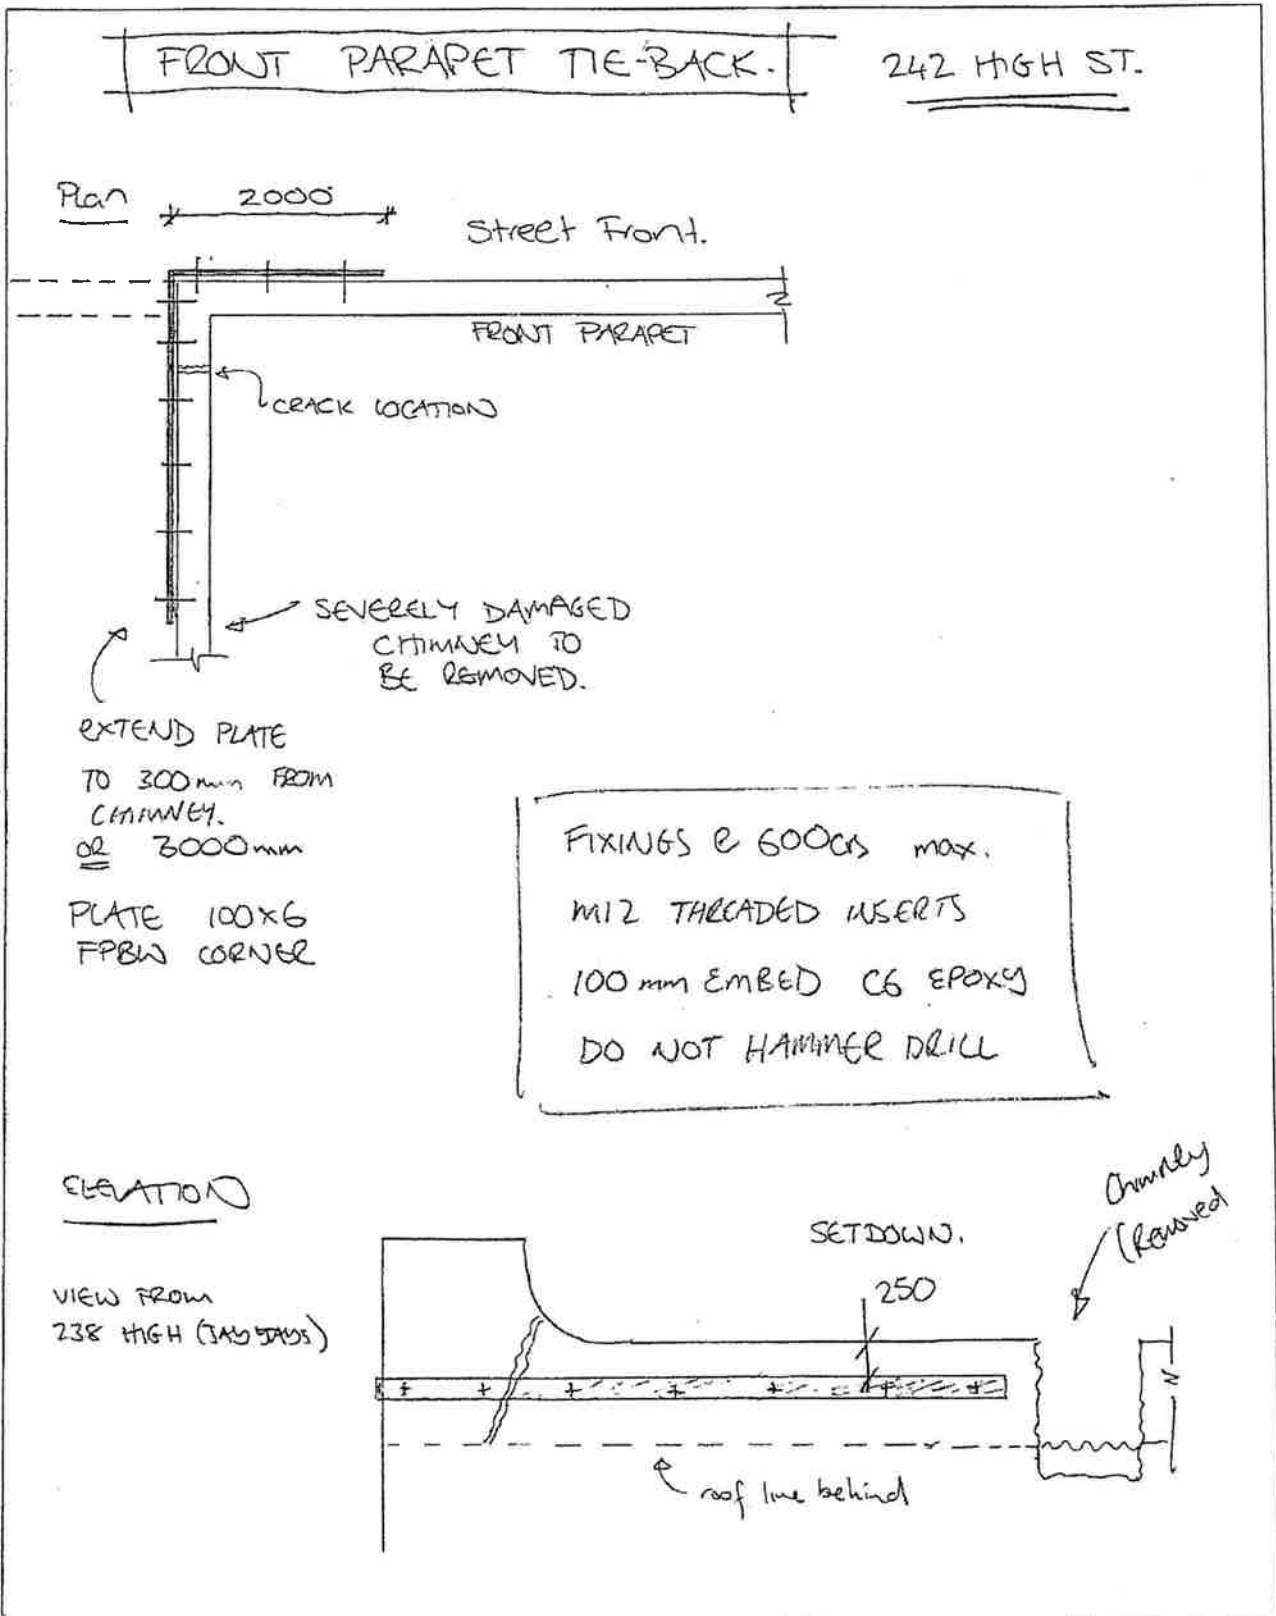 FRONT PARAPET TIE-BACK.
242 HIGH ST.
Plan
2000
Street Front.
FRONT PARAPET
CRACK LOCATION
SEVERELY DAMAGED
CHIMNEY TO
BE REMOVED.
EXTEND PLATE
TO 300mm FROM
CHIMNEY.
OR 3000mm
PLATE 100x6
FPBW CORNER
FIXINGS @ 600crs max.
M12 THREADED INSERTS
100mm EMBED C6 EPOXY
DO NOT HAMMER DRILL
ELEVATION
VIEW FROM
238 HIGH (JAY JAYS)
SETDOWN.
250
Chimney
(Removed
roof line behind